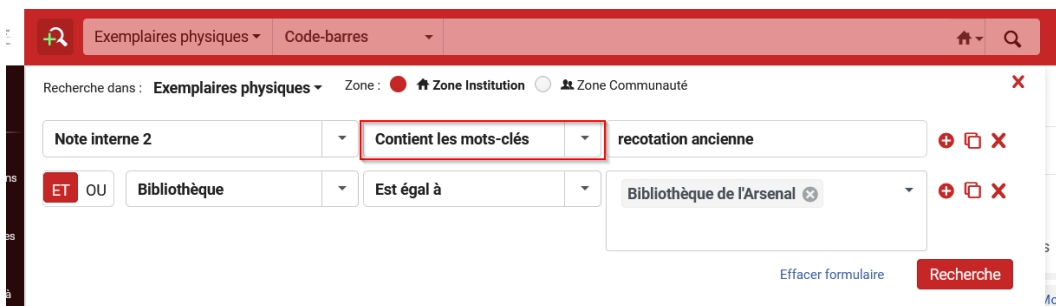 Exemplaires physiques Code-barres
Recherche dans : Exemplaires physiques Zone : Zone Institution Zone Communauté
Note interne 2 Contient les mots-clés recotation ancienne
ET OU Bibliothèque Est égal à Bibliothèque de l'Arsenal
Effacer formulaire Recherche